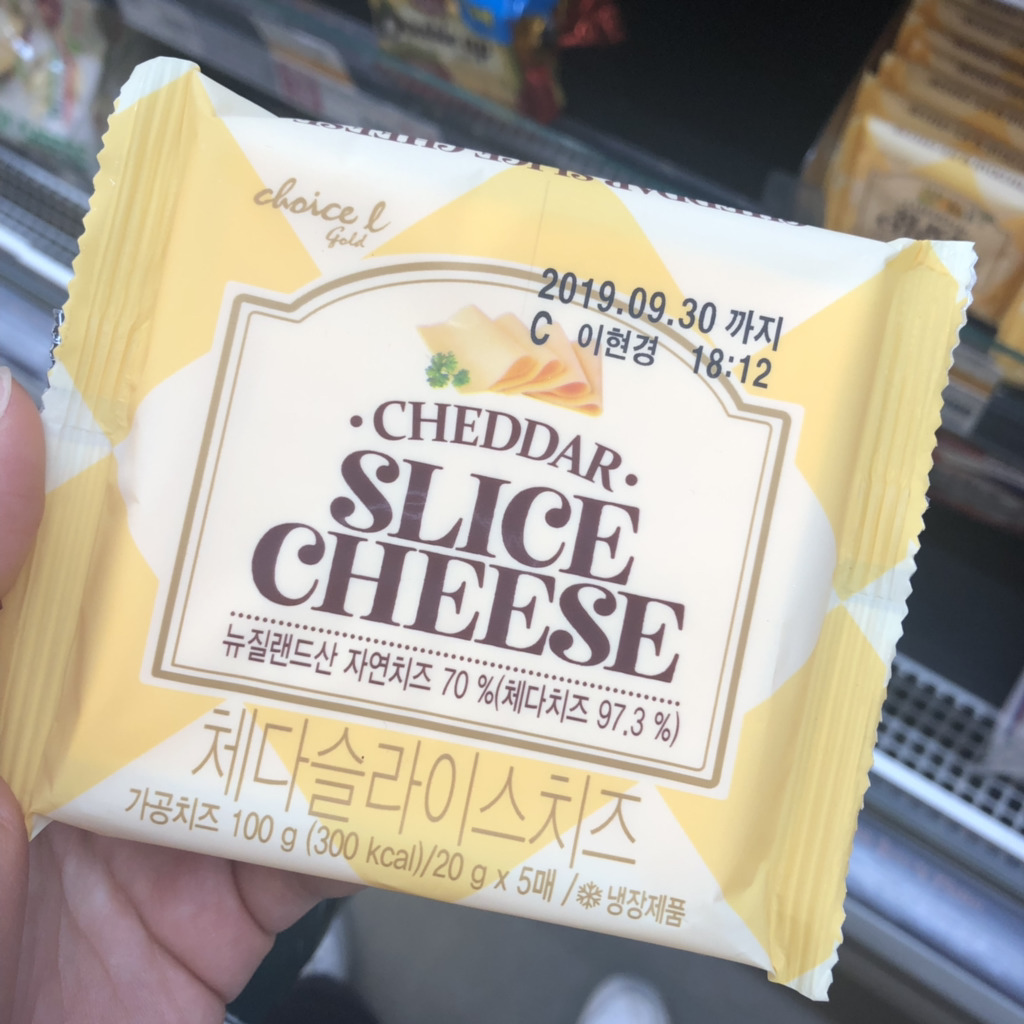 choice l
Gold
2019.09.30 까지
C 이현경 18:12
·CHEDDAR·
SLICE
CHEESE
뉴질랜드산 자연치즈 70 %(체다치즈 97.3 %)
체다슬라이스치즈
가공치즈 100 g (300 kcal)/20 g x 5매 /냉장제품